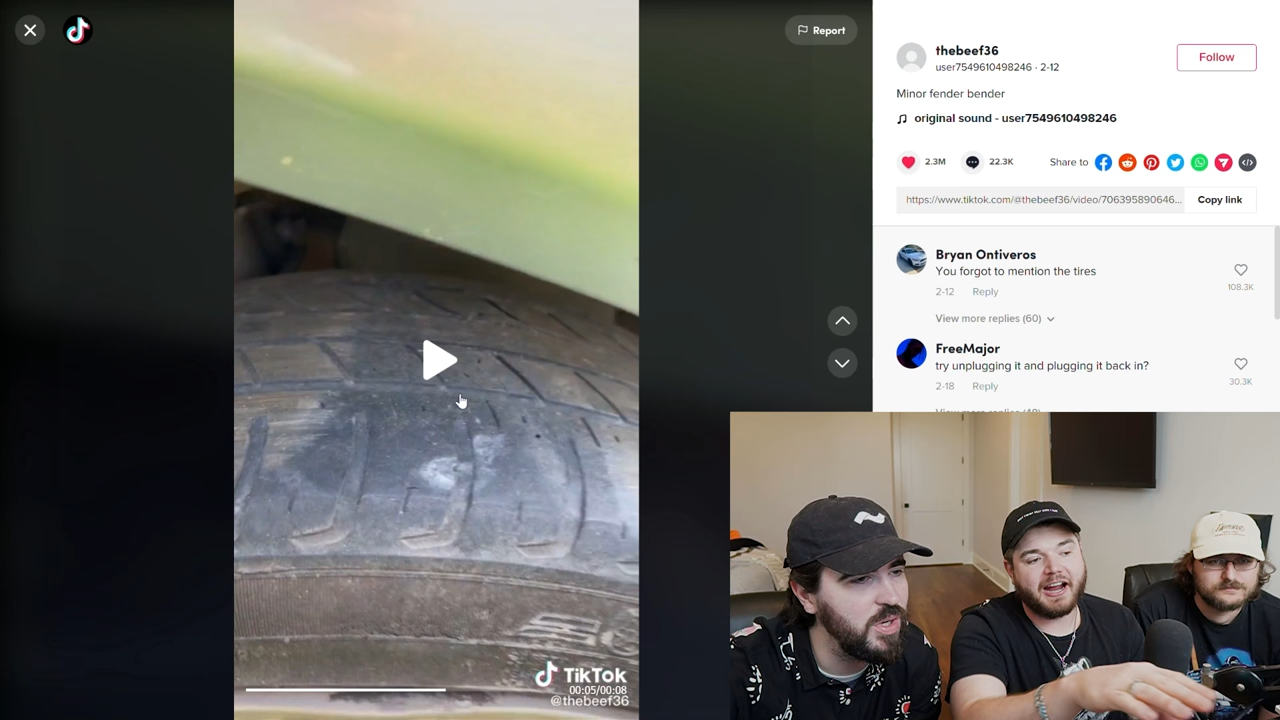 Report
thebeef36
user7549610498246 · 2-12
Follow
Minor fender bender
original sound - user7549610498246
2.3M
22.3K
Share to
https://www.tiktok.com/@thebeef36/video/706395890646...
Copy link
Bryan Ontiveros
You forgot to mention the tires
2-12 Reply
108.3K
View more replies (60)
FreeMajor
try unplugging it and plugging it back in?
2-18 Reply
30.3K
TikTok
00:05/00:08
@thebeef36